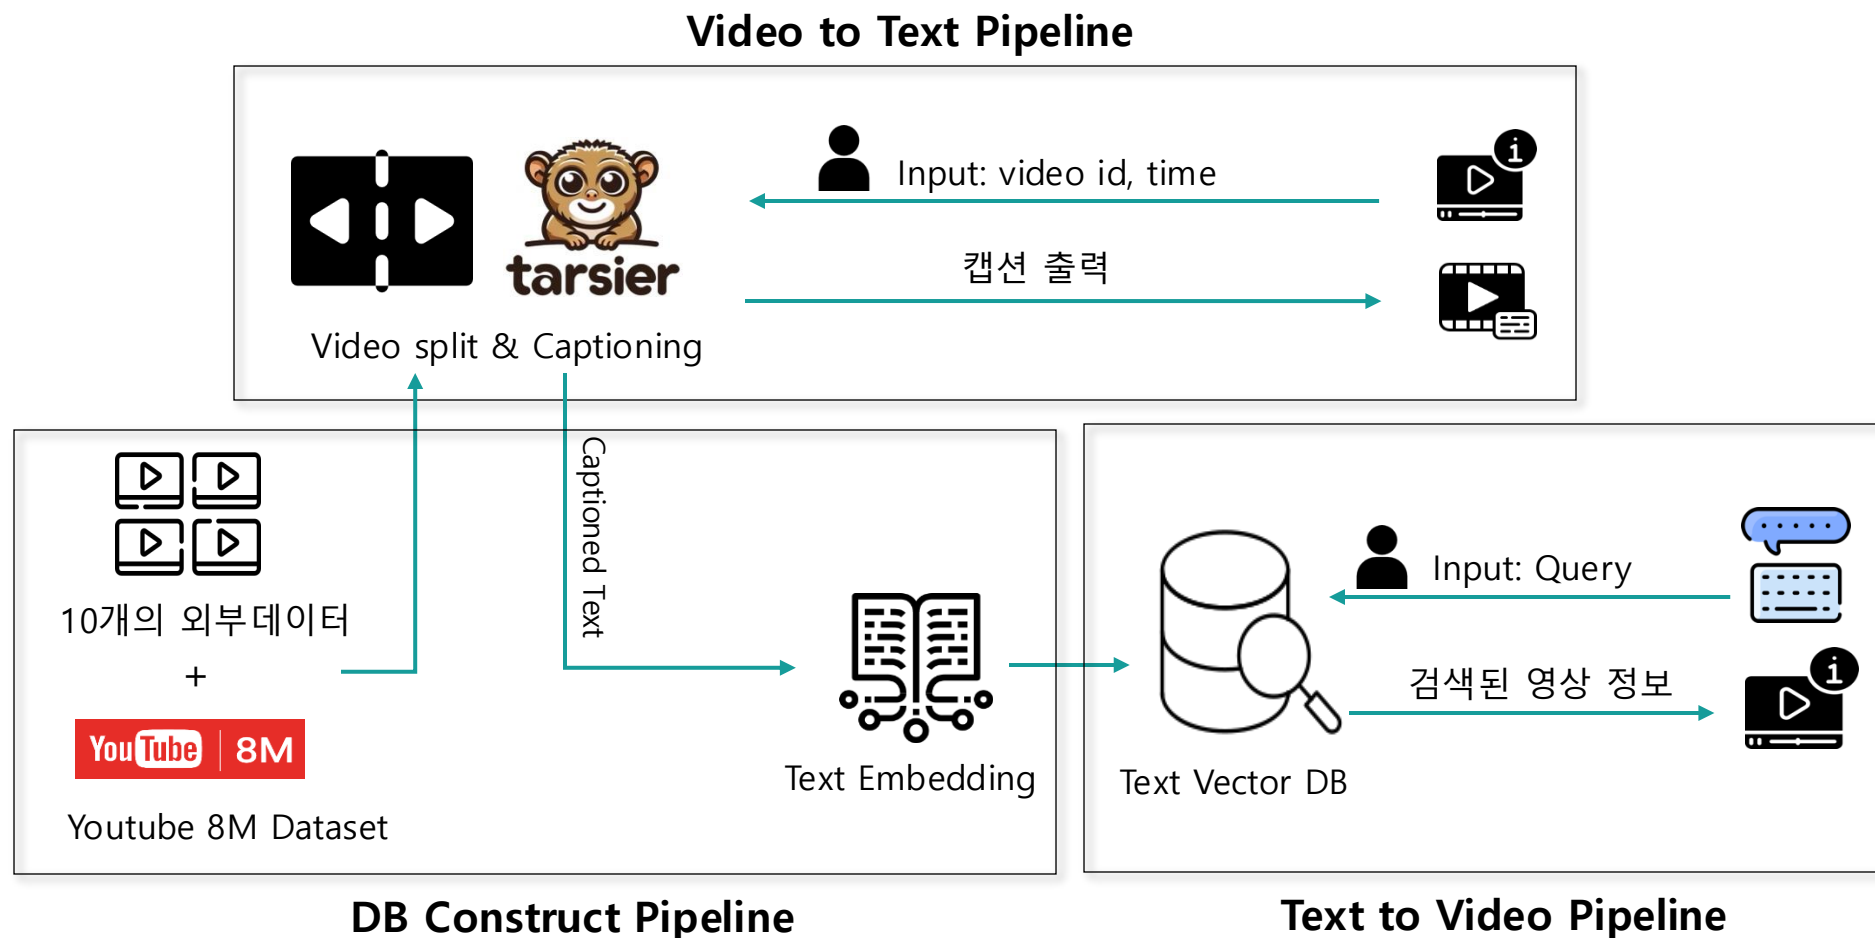 Video to Text Pipeline
Input: video id, time
tarsier
캡션 출력
Video split & Captioning
Captioned Text
10개의 외부데이터
+
YouTube 8M
Youtube 8M Dataset
Text Embedding
Input: Query
검색된 영상 정보
Text Vector DB
DB Construct Pipeline
Text to Video Pipeline